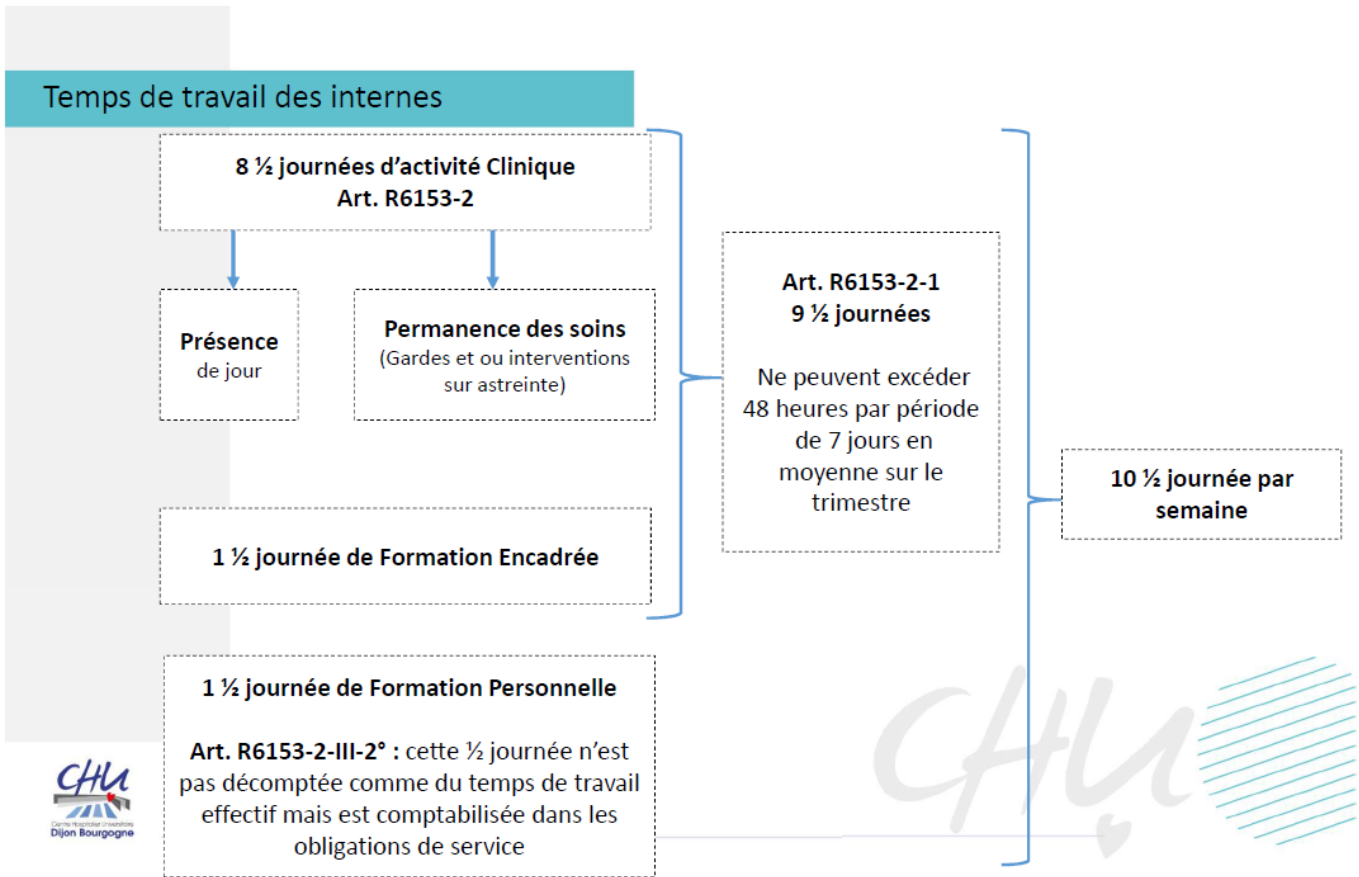 Temps de travail des internes
8 ½ journées d'activité Clinique
Art. R6153-2
Présence
de jour
Permanence des soins
(Gardes et ou interventions
sur astreinte)
1 ½ journée de Formation Encadrée
Art. R6153-2-1
9 ½ journées
Ne peuvent excéder
48 heures par période
de 7 jours en
moyenne sur le
trimestre
10 ½ journée par
semaine
1 ½ journée de Formation Personnelle
Art. R6153-2-III-2° : cette ½ journée n'est
pas décomptée comme du temps de travail
effectif mais est comptabilisée dans les
obligations de service
CHU
Centre Hospitalier Universitaire
Dijon Bourgogne
CHU